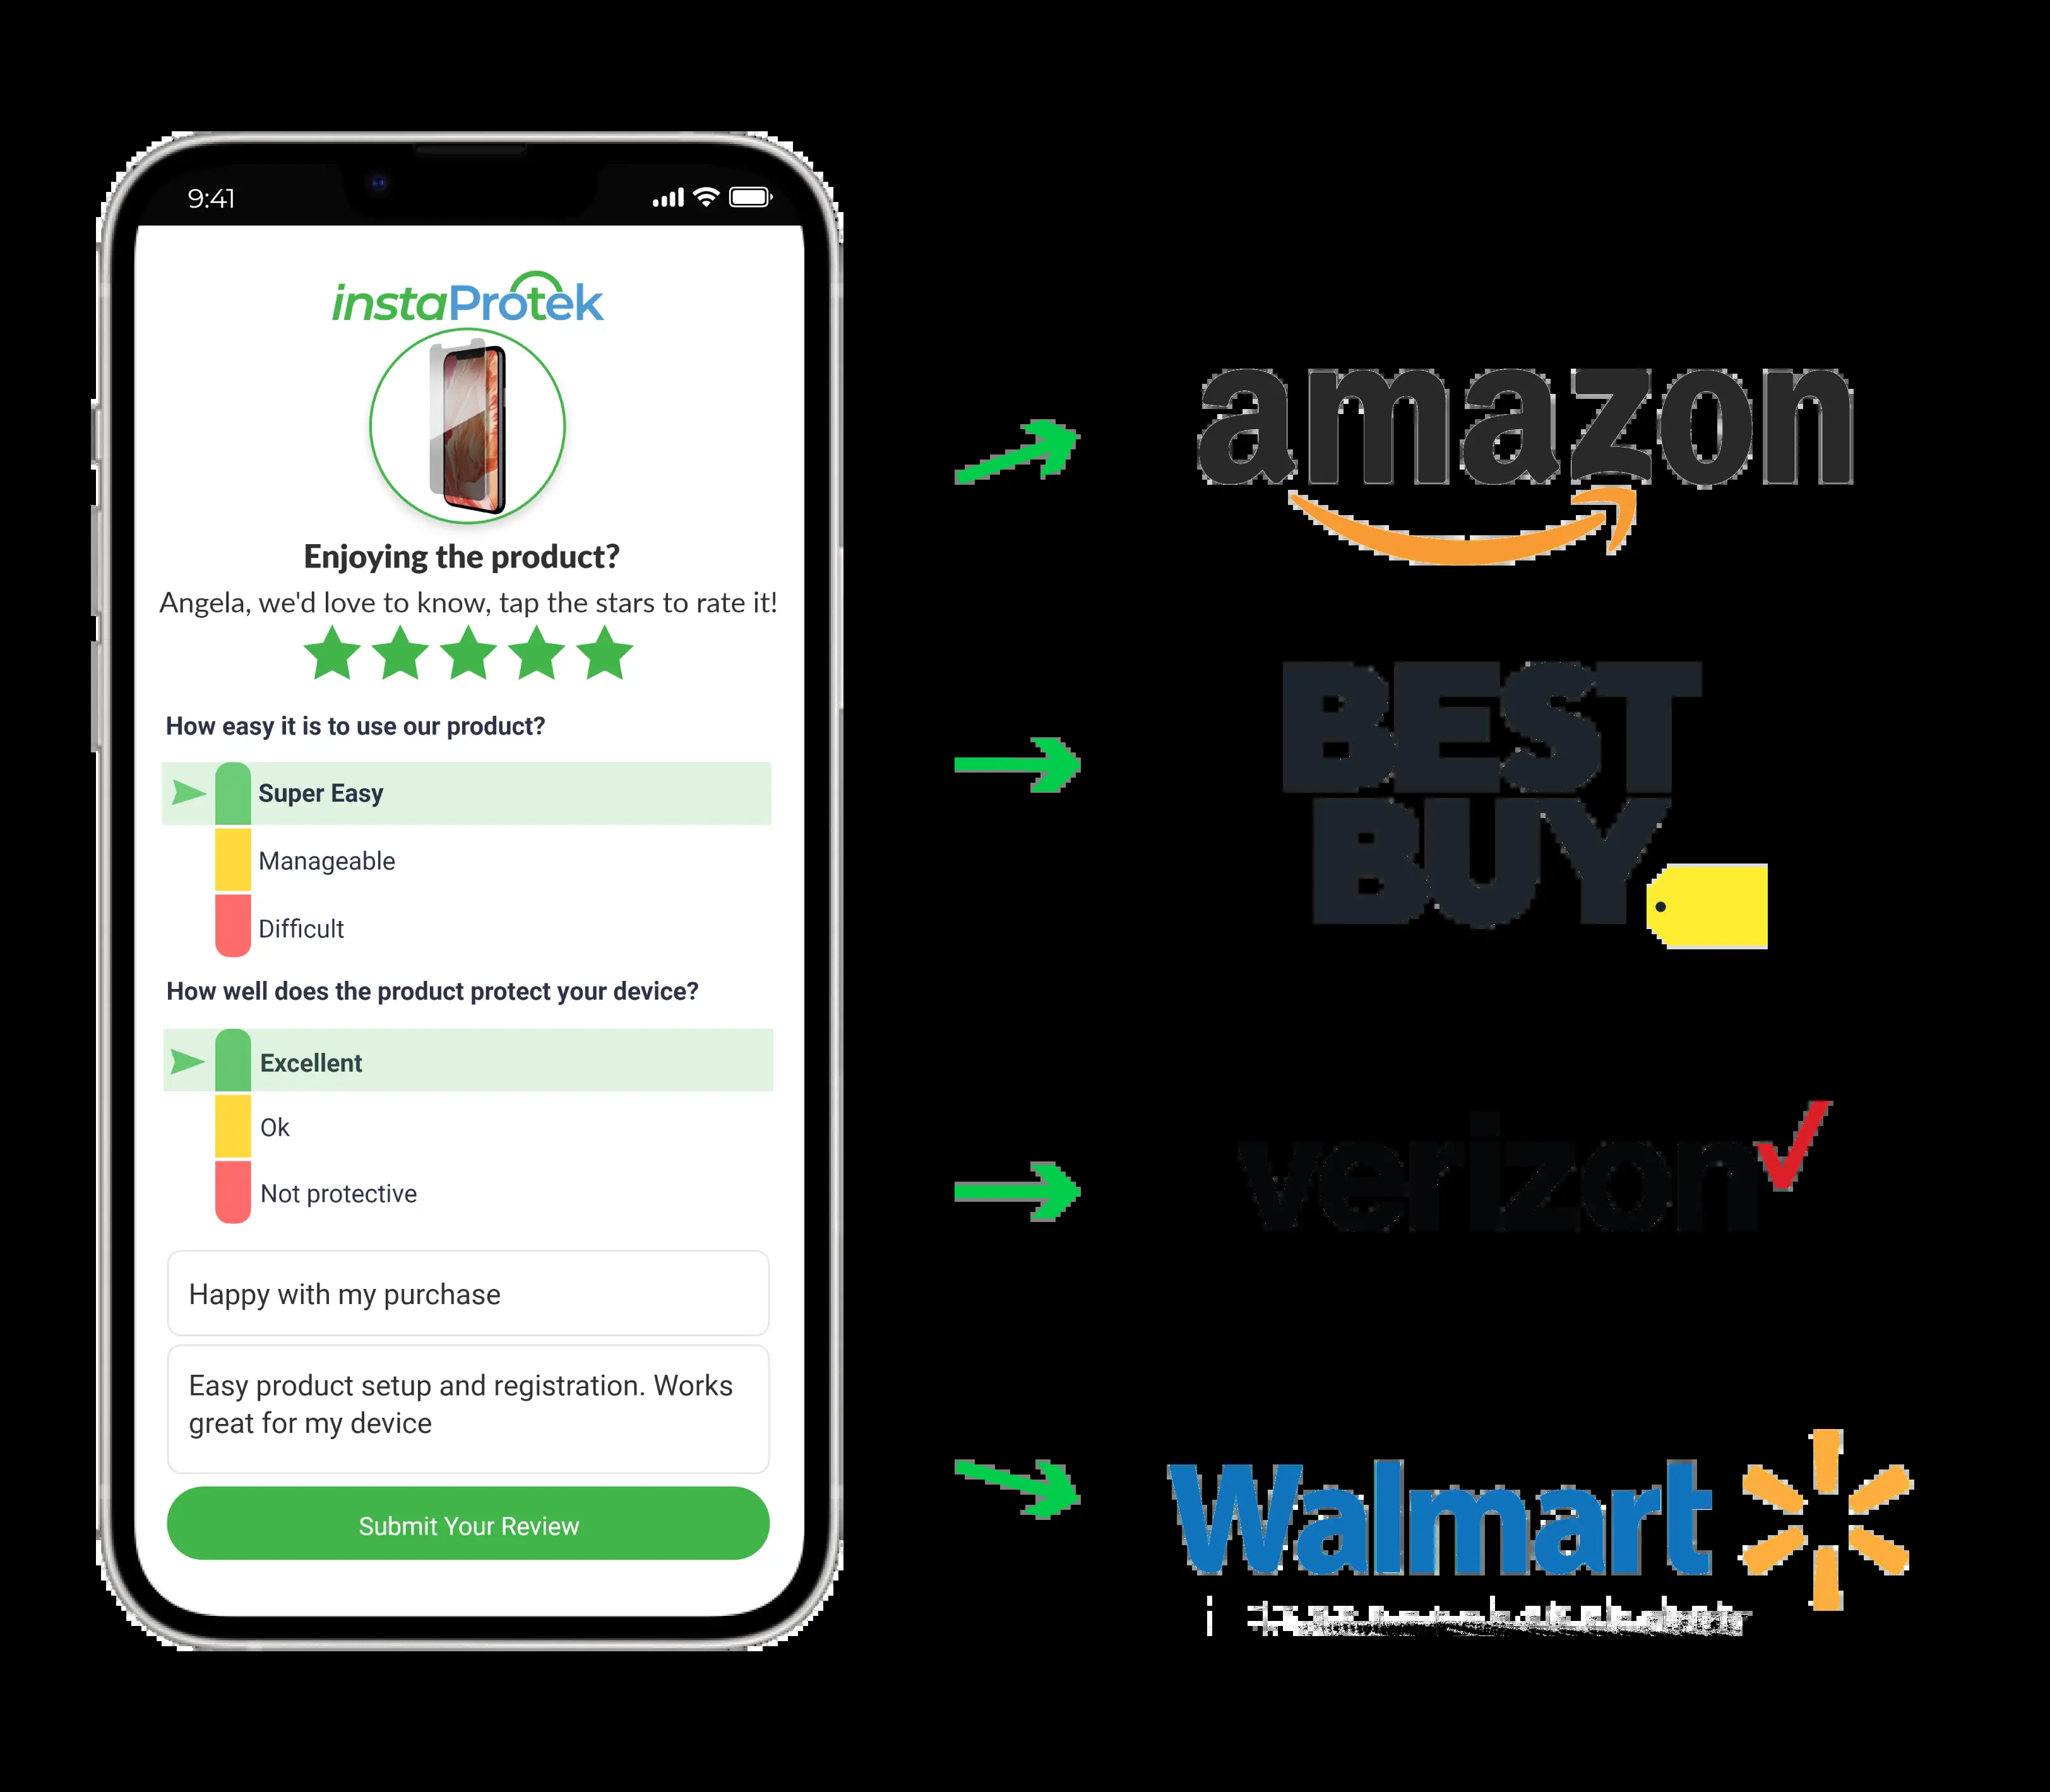 9:41
instaProtek
Enjoying the product?
Angela, we'd love to know, tap the stars to rate it!
How easy it is to use our product?
Super Easy
Manageable
Difficult
How well does the product protect your device?
Excellent
Ok
Not protective
Happy with my purchase
Easy product setup and registration. Works
great for my device
Submit Your Review
amazon
BEST
BUY
verizon
Walmart